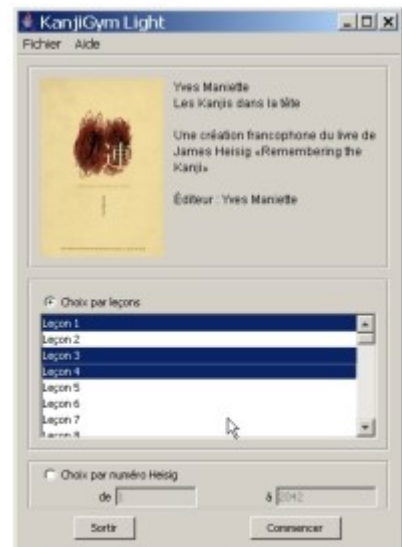 KanjiGym Light
Fichier Aide
Yves Maniette
Les Kanjis dans la tête
Une création francophone du livre de
James Heisig «Remembering the
Kanji»
Éditeur : Yves Maniette
Choix par leçons
Leçon 1
Leçon 2
Leçon 3
Leçon 4
Leçon 5
Leçon 6
Leçon 7
Leçon 8
Choix par numéro Heisig
de 1 à 2042
Sortir Commencer